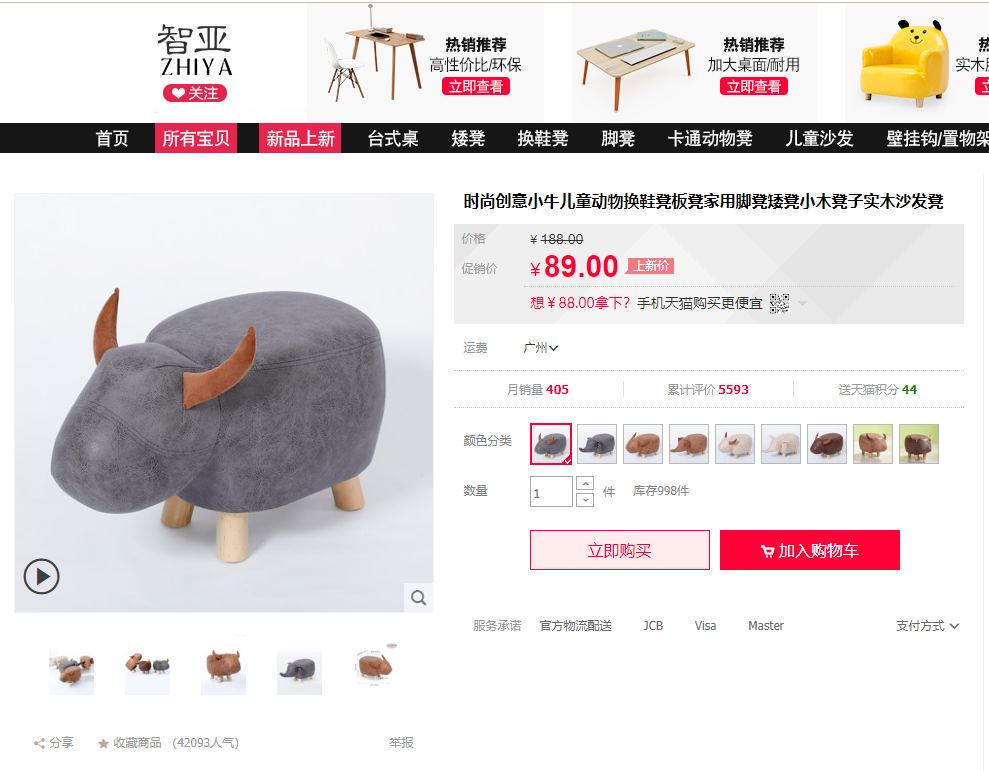 智亚
ZHIYA
关注
热销推荐
高性价比/环保
立即查看
热销推荐
加大桌面/耐用
立即查看
首页 所有宝贝 新品上新 台式桌 矮凳 换鞋凳 脚凳 卡通动物凳 儿童沙发 壁挂钩/置物架
时尚创意小牛儿童动物换鞋凳板凳家用脚凳矮凳小木凳子实木沙发凳
价格 ¥188.00
促销价 ¥89.00 上新价
想¥88.00拿下? 手机天猫购买更便宜
运费 广州
月销量 405 累计评价 5593 送天猫积分 44
颜色分类
数量 1 件 库存998件
立即购买 加入购物车
服务承诺 官方物流配送 JCB Visa Master 支付方式
分享 收藏商品 (42093人气) 举报